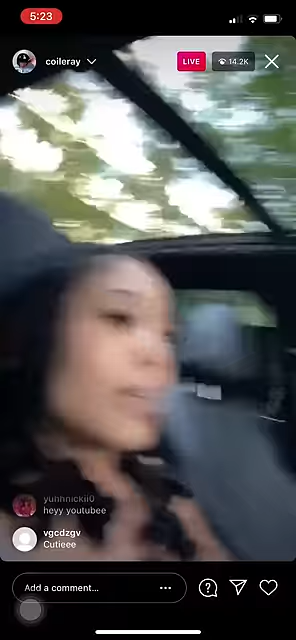 5:23
coileray
LIVE
14.2K
yuhhnickii0
heyy youtubee
vgcdzgv
Cutieee
Add a comment...